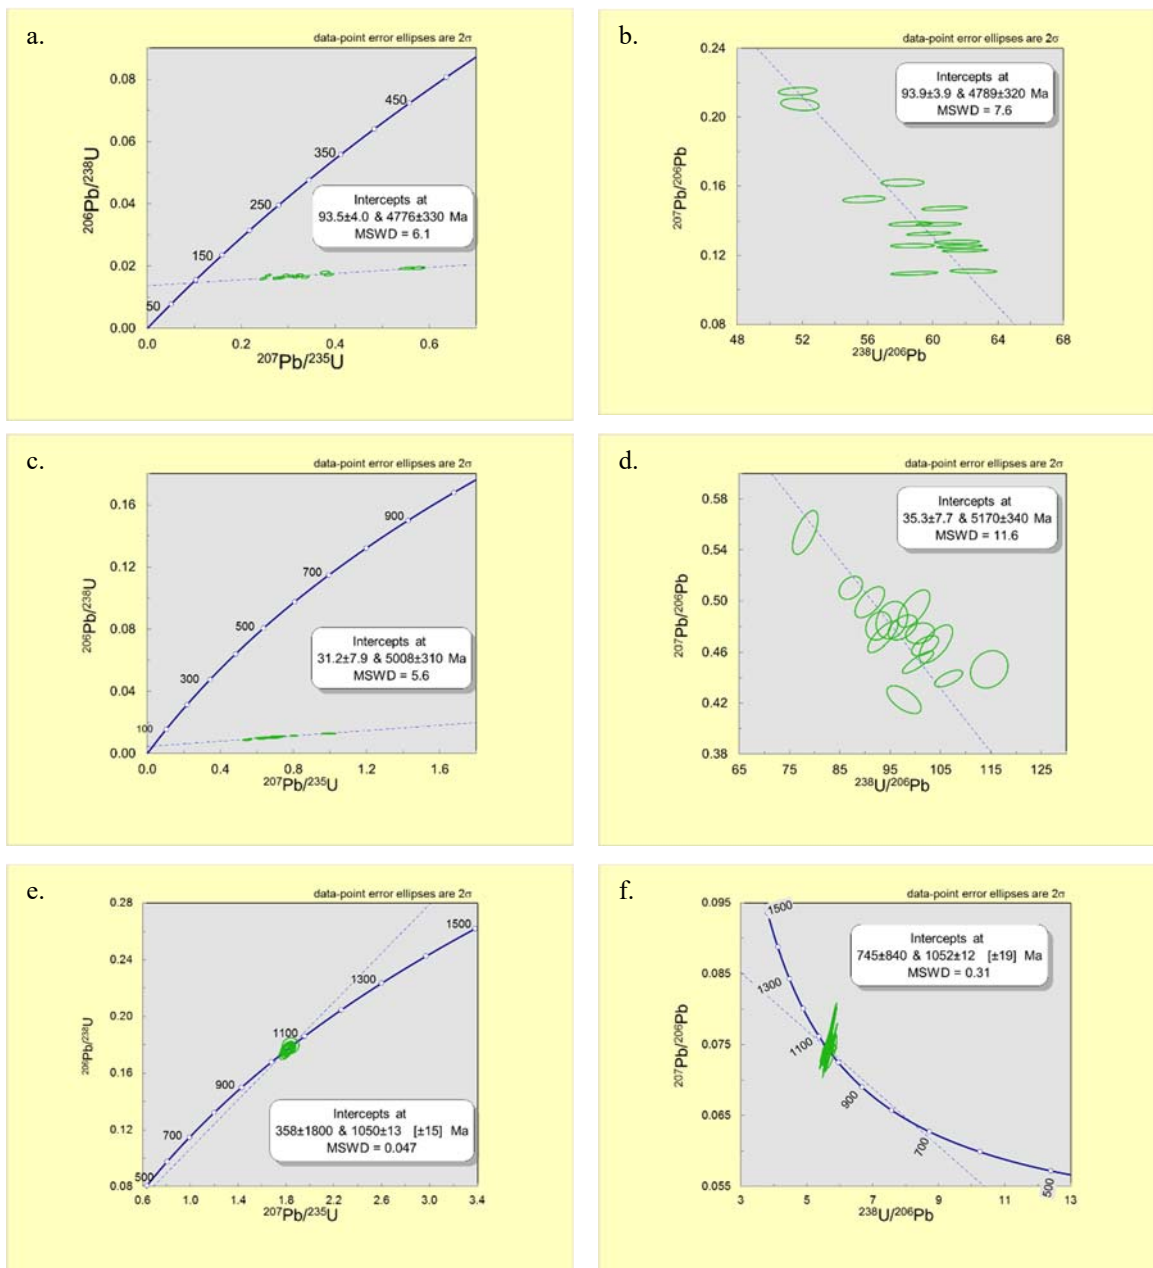 a.
data-point error ellipses are 2σ
0.08
0.06
0.04
0.02
0.00
206Pb/238U
450
350
250
150
50
Intercepts at
93.5±4.0 & 4776±330 Ma
MSWD = 6.1
0.0 0.2 0.4 0.6
207Pb/235U
b.
data-point error ellipses are 2σ
0.24
0.20
0.16
0.12
0.08
207Pb/206Pb
Intercepts at
93.9±3.9 & 4789±320 Ma
MSWD = 7.6
48 52 56 60 64 68
238U/206Pb
c.
data-point error ellipses are 2σ
0.16
0.12
0.08
0.04
0.00
206Pb/238U
900
700
500
300
100
Intercepts at
31.2±7.9 & 5008±310 Ma
MSWD = 5.6
0.0 0.4 0.8 1.2 1.6
207Pb/235U
d.
data-point error ellipses are 2σ
0.58
0.54
0.50
0.46
0.42
0.38
207Pb/206Pb
Intercepts at
35.3±7.7 & 5170±340 Ma
MSWD = 11.6
65 75 85 95 105 115 125
238U/206Pb
e.
data-point error ellipses are 2σ
0.28
0.24
0.20
0.16
0.12
0.08
206Pb/238U
1500
1300
1100
900
700
500
Intercepts at
358±1800 & 1050±13 [±15] Ma
MSWD = 0.047
0.6 1.0 1.4 1.8 2.2 2.6 3.0 3.4
207Pb/235U
f.
data-point error ellipses are 2σ
0.095
0.085
0.075
0.065
0.055
207Pb/206Pb
1500
1300
1100
900
700
500
Intercepts at
745±840 & 1052±12 [±19] Ma
MSWD = 0.31
3 5 7 9 11 13
238U/206Pb